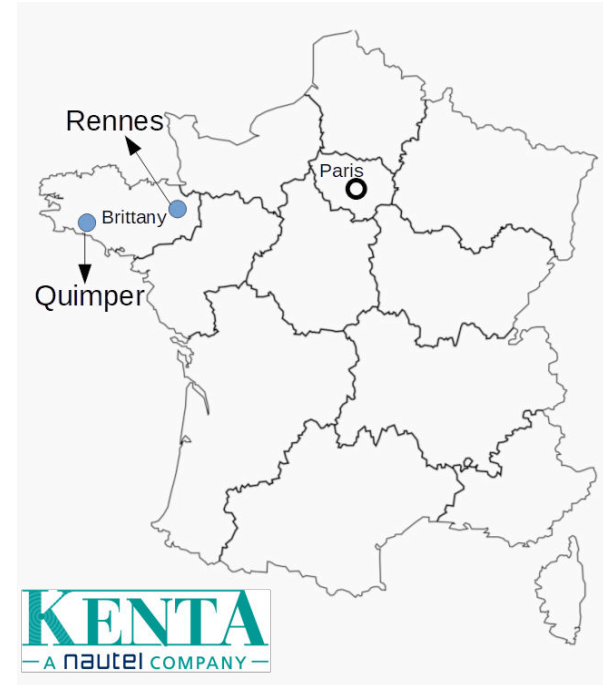 Rennes
Paris
Brittany
Quimper
KENTA
A nautel COMPANY